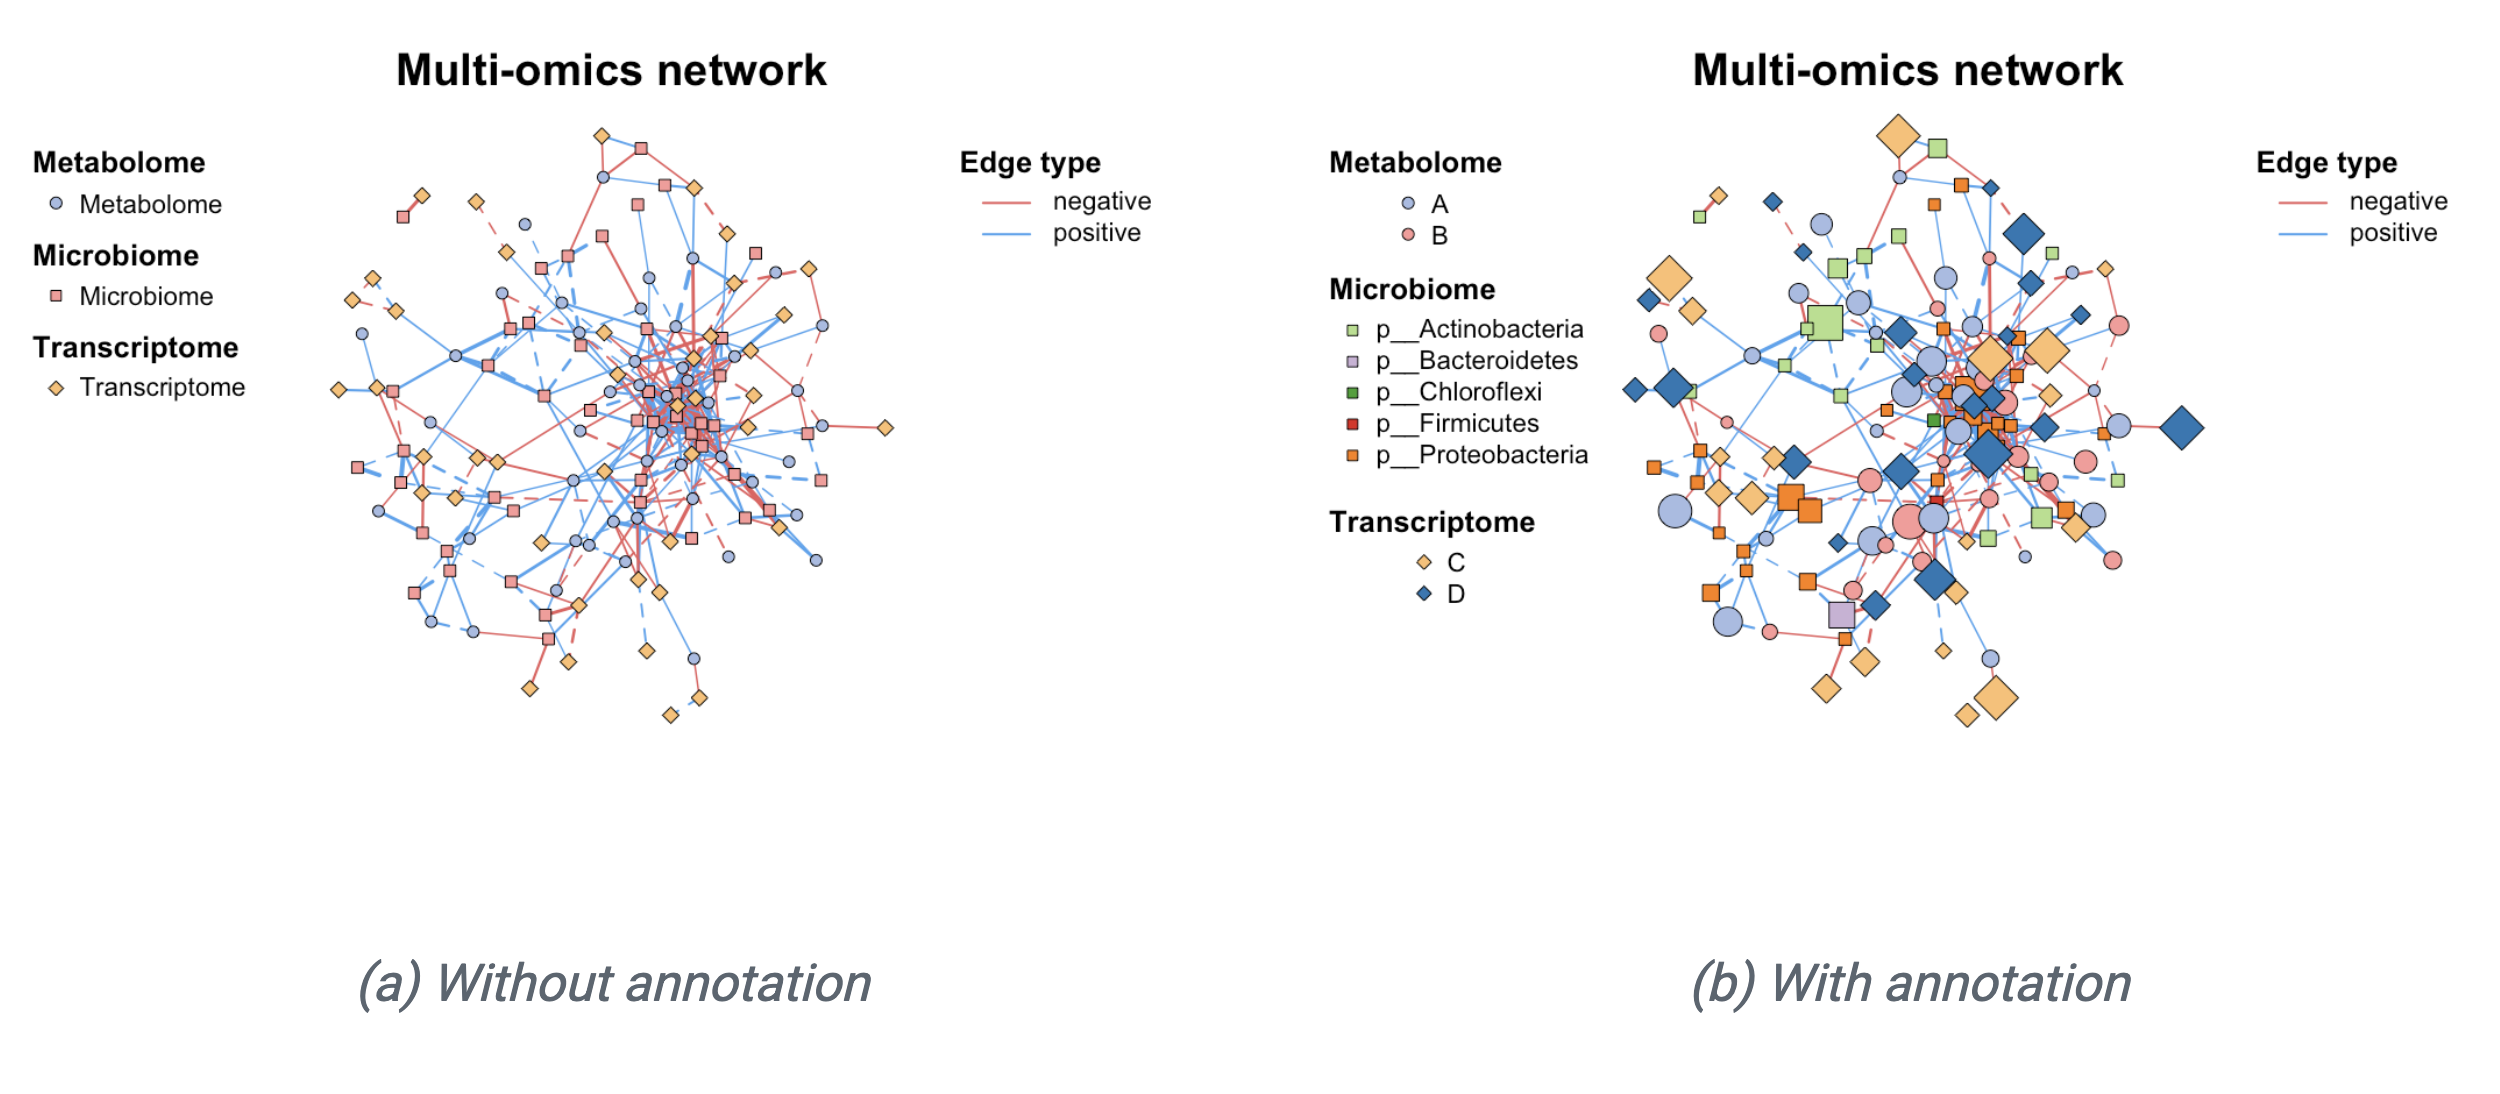 Multi-omics network
Metabolome
Metabolome
Microbiome
Microbiome
Transcriptome
Transcriptome
Edge type
negative
positive
(a) Without annotation
Multi-omics network
Metabolome
A
B
Microbiome
p__Actinobacteria
p__Bacteroidetes
p__Chloroflexi
p__Firmicutes
p__Proteobacteria
Transcriptome
C
D
Edge type
negative
positive
(b) With annotation